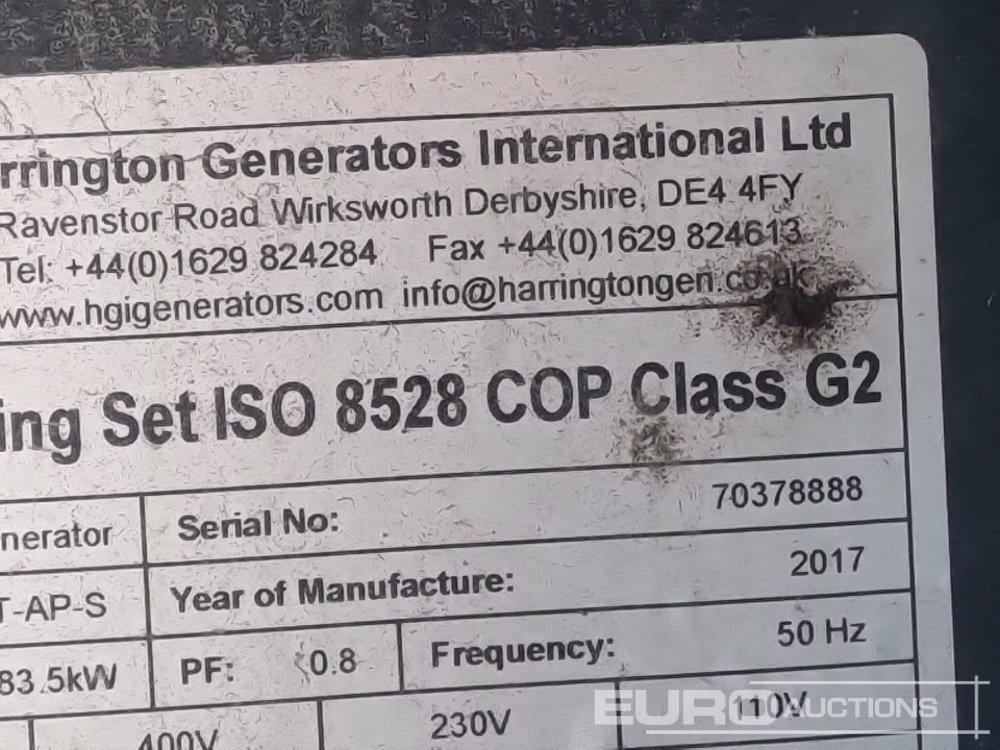 rrington Generators International Ltd
Ravenstor Road Wirksworth Derbyshire, DE4 4FY
Tel: +44(0)1629 824284 Fax +44(0)1629 824613
www.hgigenerators.com info@harringtongen.co.uk
ing Set ISO 8528 COP Class G2
nerator Serial No: 70378888
T-AP-S Year of Manufacture: 2017
83.5kW PF: 0.8 Frequency: 50 Hz
400V 230V 110V
EURO AUCTIONS